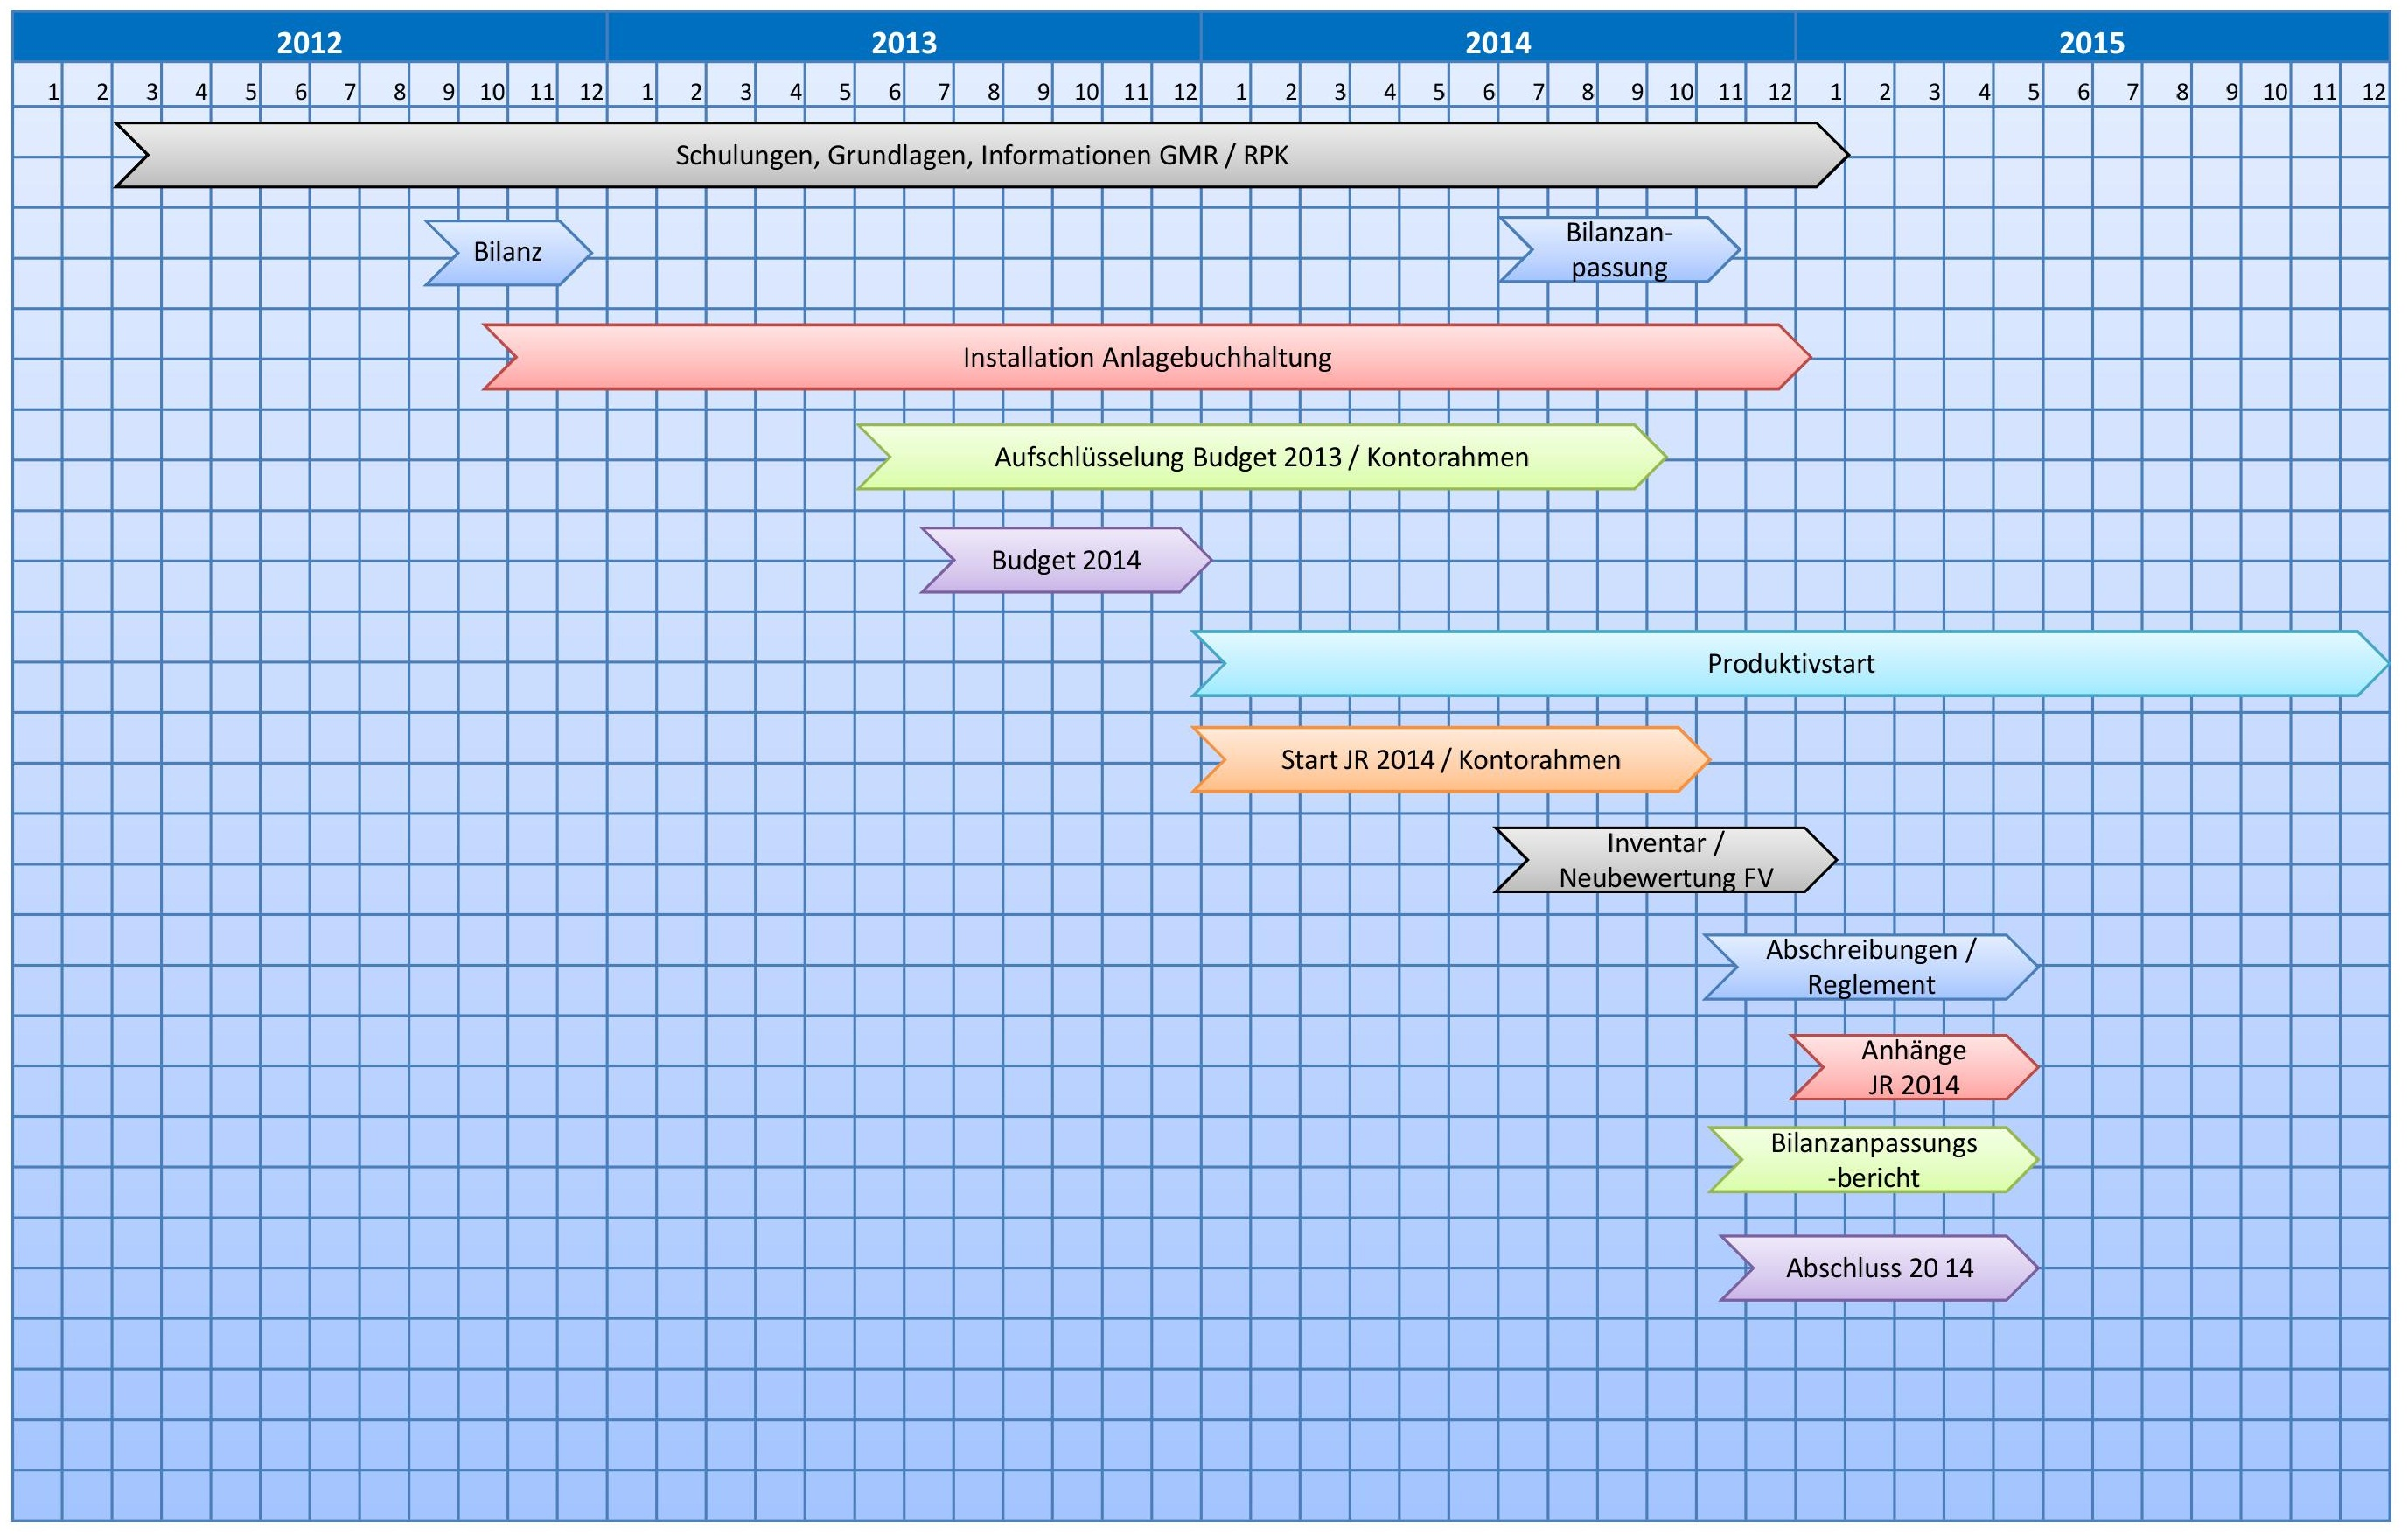 2012 2013 2014 2015
1 2 3 4 5 6 7 8 9 10 11 12 1 2 3 4 5 6 7 8 9 10 11 12 1 2 3 4 5 6 7 8 9 10 11 12 1 2 3 4 5 6 7 8 9 10 11 12
Schulungen, Grundlagen, Informationen GMR / RPK
Bilanz
Bilanzan-
passung
Installation Anlagebuchhaltung
Aufschlüsselung Budget 2013 / Kontorahmen
Budget 2014
Produktivstart
Start JR 2014 / Kontorahmen
Inventar /
Neubewertung FV
Abschreibungen /
Reglement
Anhänge
JR 2014
Bilanzanpassungs
-bericht
Abschluss 20 14